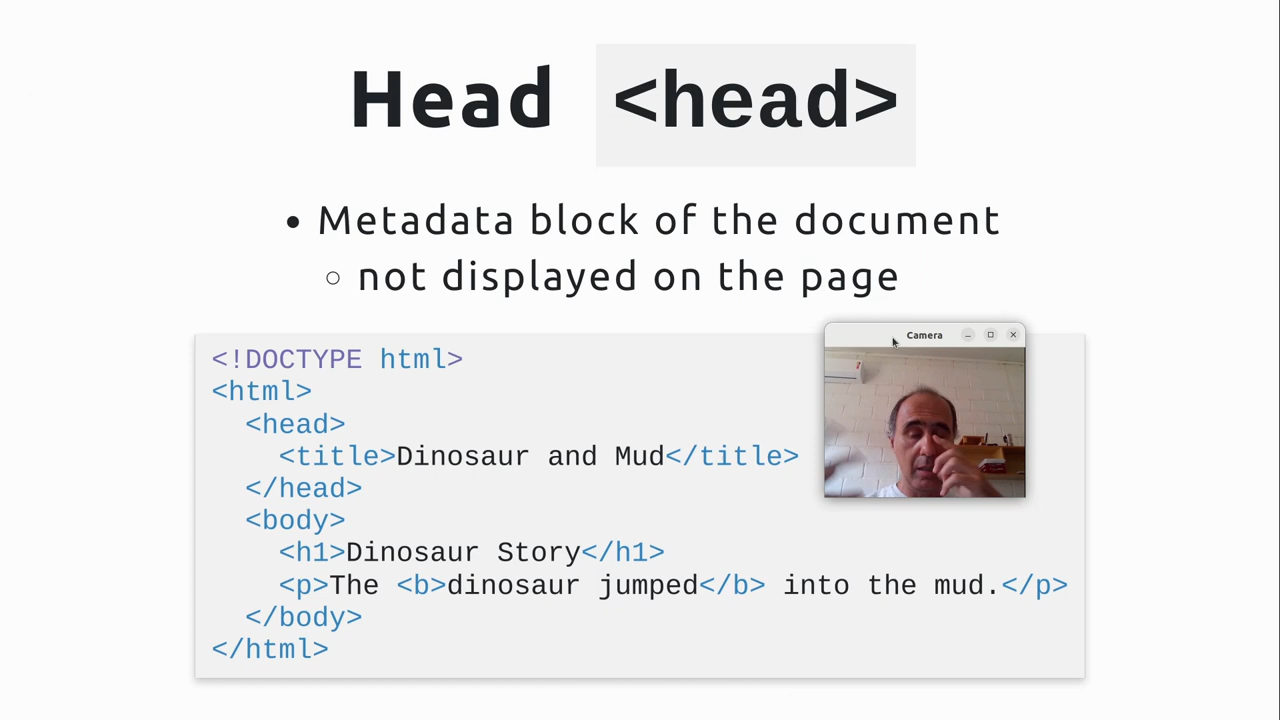 Head <head>
• Metadata block of the document
◦ not displayed on the page
Camera
<!DOCTYPE html>
<html>
  <head>
    <title>Dinosaur and Mud</title>
  </head>
  <body>
    <h1>Dinosaur Story</h1>
    <p>The <b>dinosaur jumped</b> into the mud.</p>
  </body>
</html>